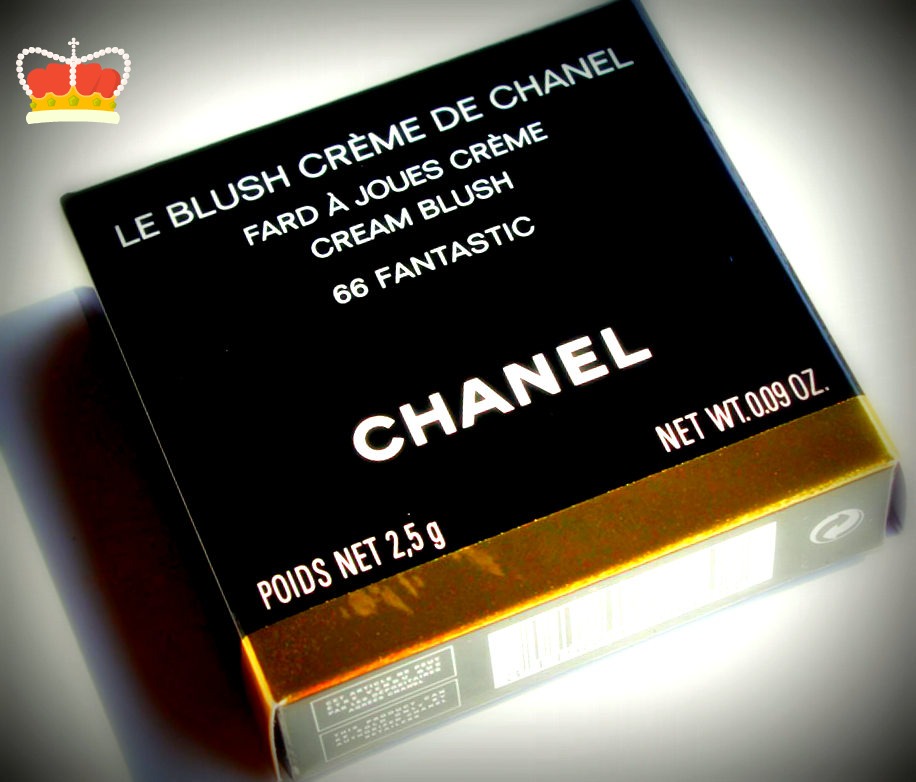 LE BLUSH CRÈME DE CHANEL
FARD À JOUES CRÈME
CREAM BLUSH
66 FANTASTIC
CHANEL
NET WT. 0.09 OZ.
POIDS NET 2,5 g